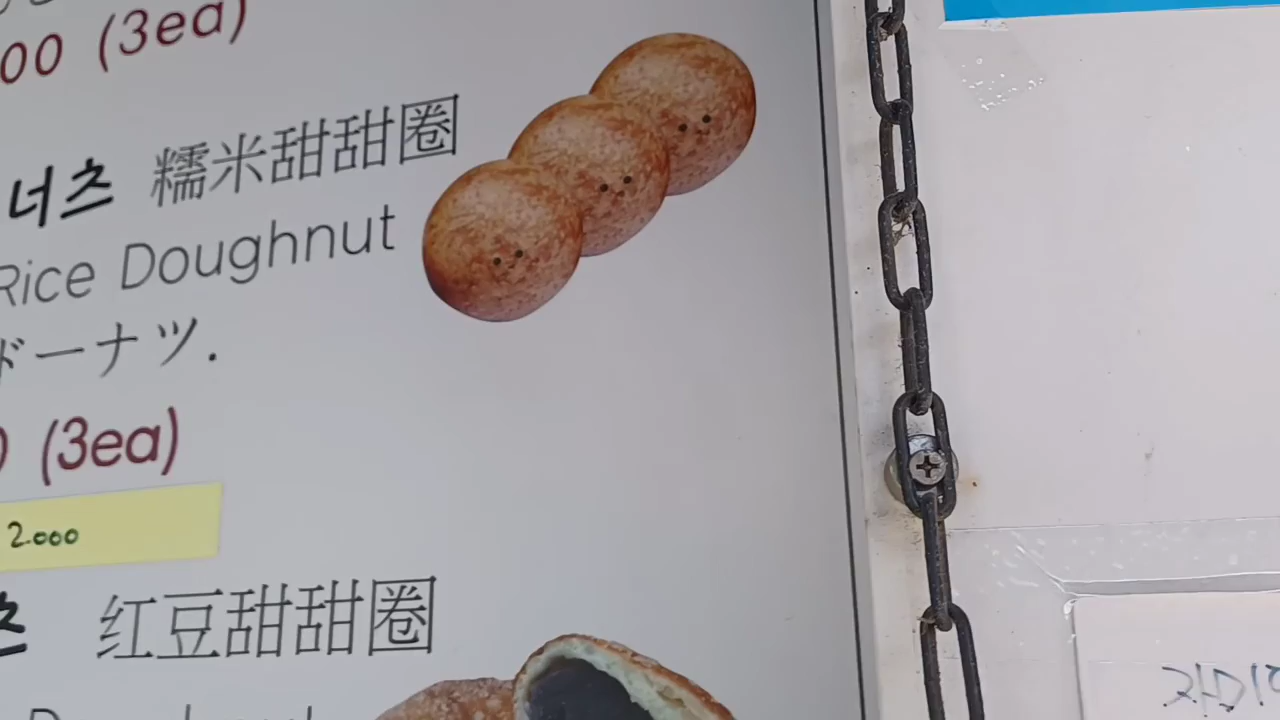 00 (3ea)
너츠 糯米甜甜圈
Rice Doughnut
ドーナツ.
(3ea)
2.000
츠 红豆甜甜圈